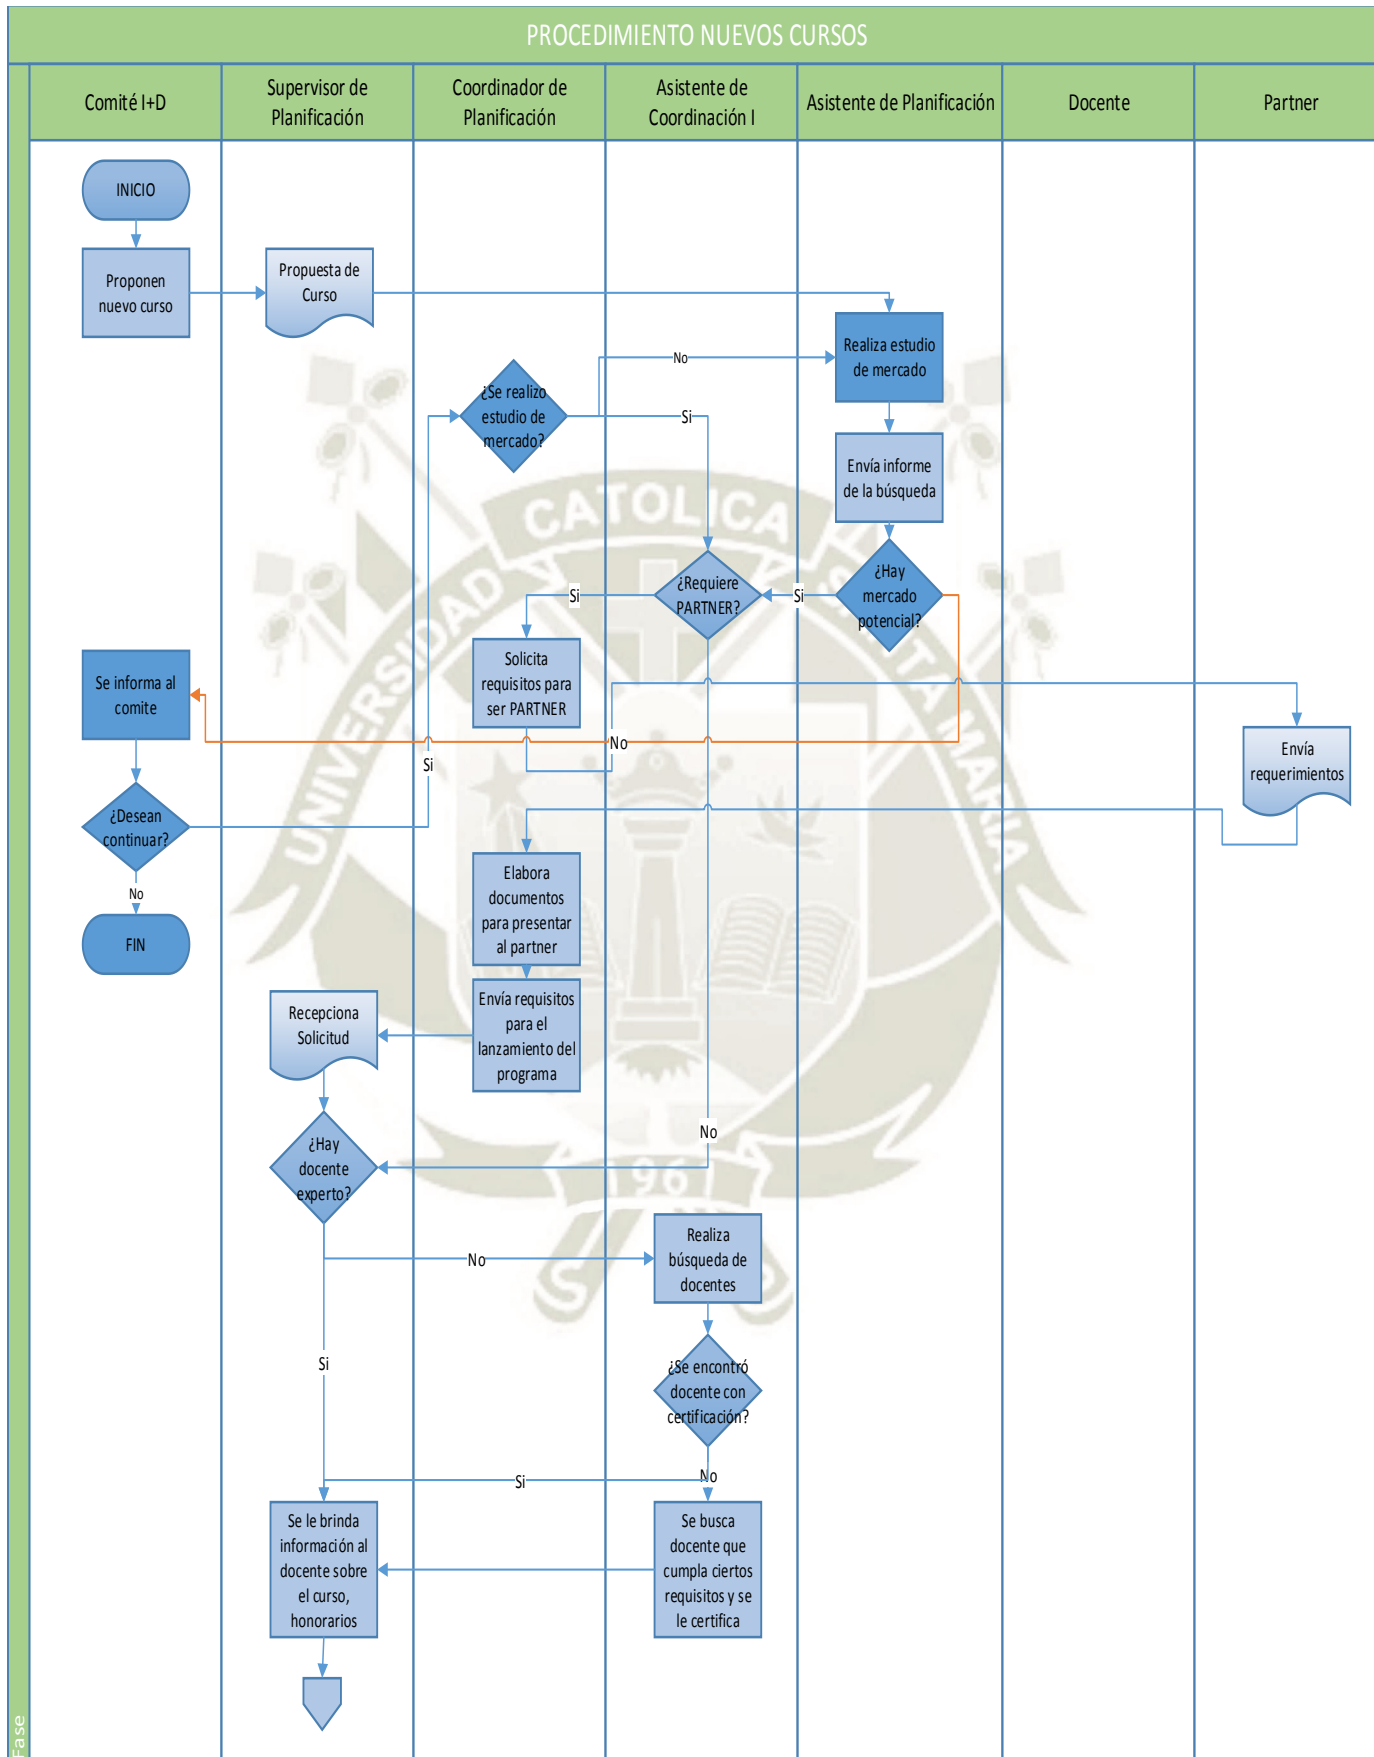 PROCEDIMIENTO NUEVOS CURSOS
Comité I+D
Supervisor de
Planificación
Coordinador de
Planificación
Asistente de
Coordinación I
Asistente de Planificación
Docente
Partner
INICIO
Proponen
nuevo curso
Propuesta de
Curso
Realiza estudio
de mercado
No
¿Se realizo
estudio de
mercado?
Si
Envía informe
de la búsqueda
CATOLICA
UNIVERSIDAD
SANTA MARIA
¿Hay
mercado
potencial?
Si
¿Requiere
PARTNER?
Si
Solicita
requisitos para
ser PARTNER
Se informa al
comite
No
Si
Envía
requerimientos
¿Desean
continuar?
No
FIN
Elabora
documentos
para presentar
al partner
Envía requisitos
para el
lanzamiento del
programa
Recepciona
Solicitud
No
¿Hay
docente
experto?
196
No
Realiza
búsqueda de
docentes
Si
¿Se encontró
docente con
certificación?
Si
No
Se le brinda
información al
docente sobre
el curso,
honorarios
Se busca
docente que
cumpla ciertos
requisitos y se
le certifica
Fase